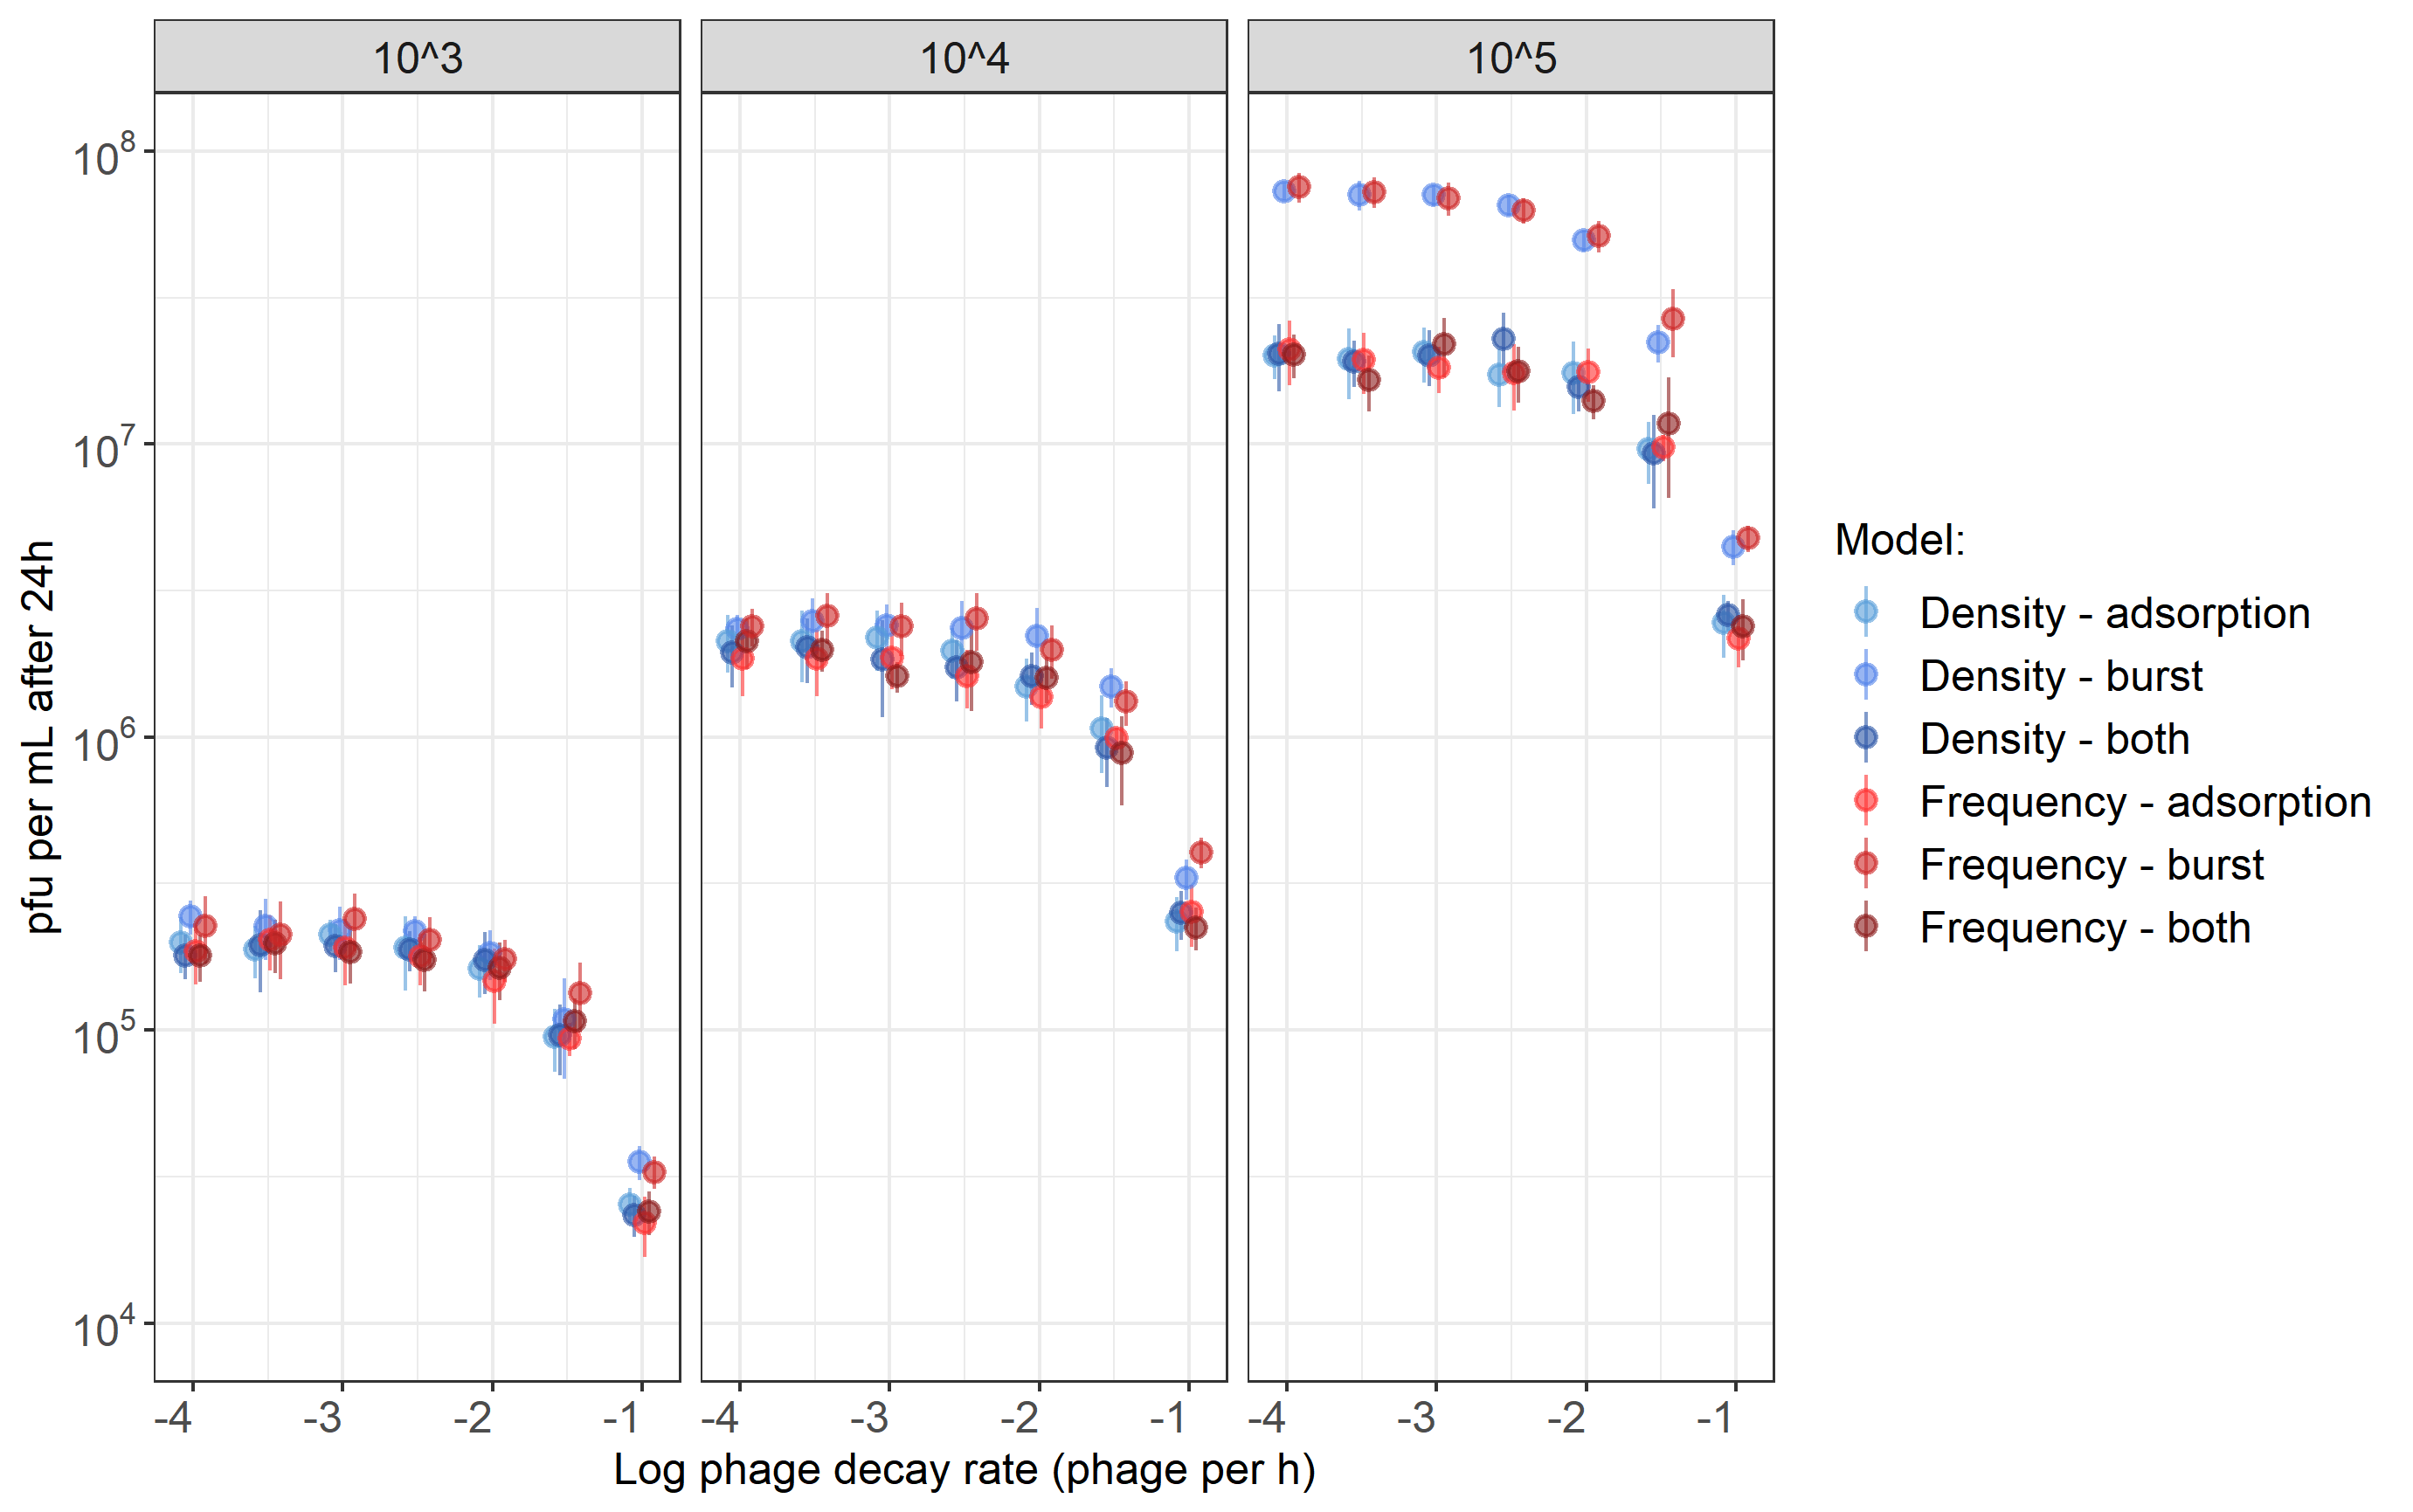 10^3
10^4
10^5
10^8
10^7
10^6
10^5
10^4
pfu per mL after 24h
-4 -3 -2 -1
-4 -3 -2 -1
-4 -3 -2 -1
Log phage decay rate (phage per h)
Model:
Density - adsorption
Density - burst
Density - both
Frequency - adsorption
Frequency - burst
Frequency - both